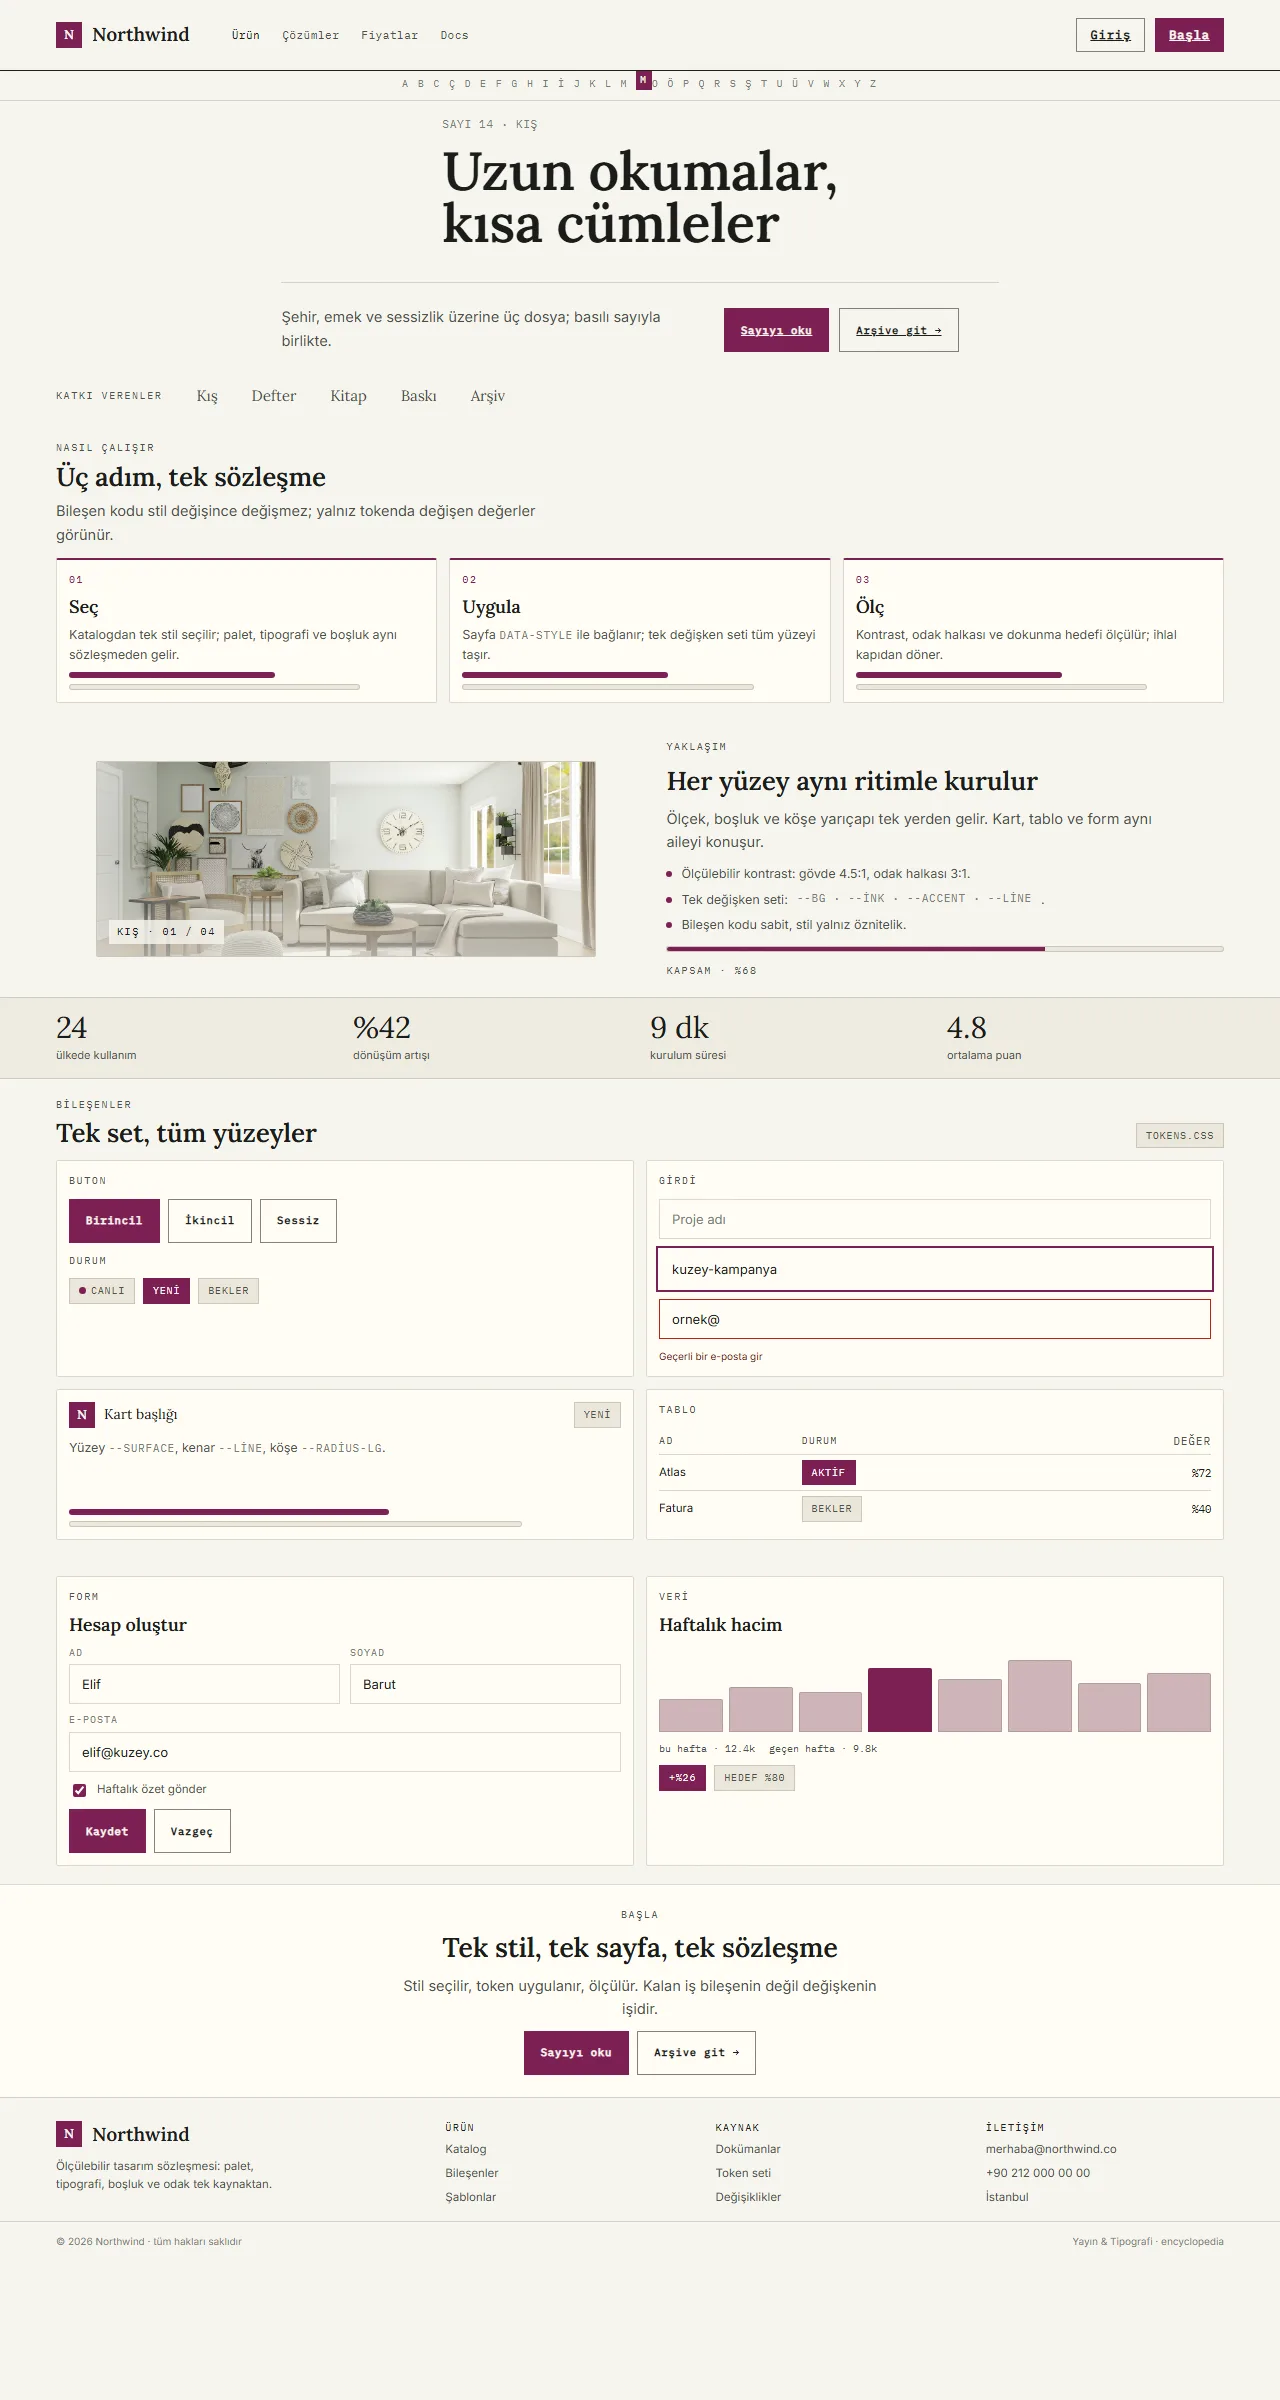 N Northwind Ürün Çözümler Fiyatlar Docs Giriş Başla
A B C Ç D E F G H I İ J K L M M O Ö P Q R S Ş T U Ü V W X Y Z
SAYI 14 · KIŞ
Uzun okumalar,
kısa cümleler
Şehir, emek ve sessizlik üzerine üç dosya; basılı sayıyla
birlikte.
Sayıyı oku Arşive git →
KATKI VERENLER Kış Defter Kitap Baskı Arşiv
NASIL ÇALIŞIR
Üç adım, tek sözleşme
Bileşen kodu stil değişince değişmez; yalnız tokenda değişen değerler
görünür.
01
Seç
Katalogdan tek stil seçilir; palet, tipografi ve boşluk aynı
sözleşmeden gelir.
02
Uygula
Sayfa DATA-STYLE ile bağlanır; tek değişken seti tüm yüzeyi
taşır.
03
Ölç
Kontrast, odak halkası ve dokunma hedefi ölçülür; ihlal
kapıdan döner.
KIŞ · 01 / 04
YAKLAŞIM
Her yüzey aynı ritimle kurulur
Ölçek, boşluk ve köşe yarıçapı tek yerden gelir. Kart, tablo ve form aynı
aileyi konuşur.
Ölçülebilir kontrast: gövde 4.5:1, odak halkası 3:1.
Tek değişken seti: --BG · --İNK · --ACCENT · --LİNE .
Bileşen kodu sabit, stil yalnız öznitelik.
KAPSAM · %68
24
ülkede kullanım
%42
dönüşüm artışı
9 dk
kurulum süresi
4.8
ortalama puan
BİLEŞENLER
Tek set, tüm yüzeyler
TOKENS.CSS
BUTON
Birincil İkincil Sessiz
DURUM
CANLI YENİ BEKLER
GİRDİ
Proje adı
kuzey-kampanya
ornek@
Geçerli bir e-posta gir
N Kart başlığı YENİ
Yüzey --SURFACE, kenar --LİNE, köşe --RADİUS-LG.
TABLO
AD DURUM DEĞER
Atlas AKTİF %72
Fatura BEKLER %40
FORM
Hesap oluştur
AD SOYAD
Elif Barut
E-POSTA
elif@kuzey.co
Haftalık özet gönder
Kaydet Vazgeç
VERİ
Haftalık hacim
bu hafta · 12.4k geçen hafta · 9.8k
+%26 HEDEF %80
BAŞLA
Tek stil, tek sayfa, tek sözleşme
Stil seçilir, token uygulanır, ölçülür. Kalan iş bileşenin değil değişkenin
işidir.
Sayıyı oku Arşive git →
N Northwind
Ölçülebilir tasarım sözleşmesi: palet,
tipografi, boşluk ve odak tek kaynaktan.
ÜRÜN
Katalog
Bileşenler
Şablonlar
KAYNAK
Dokümanlar
Token seti
Değişiklikler
İLETİŞİM
merhaba@northwind.co
+90 212 000 00 00
İstanbul
© 2026 Northwind · tüm hakları saklıdır
Yayın & Tipografi · encyclopedia